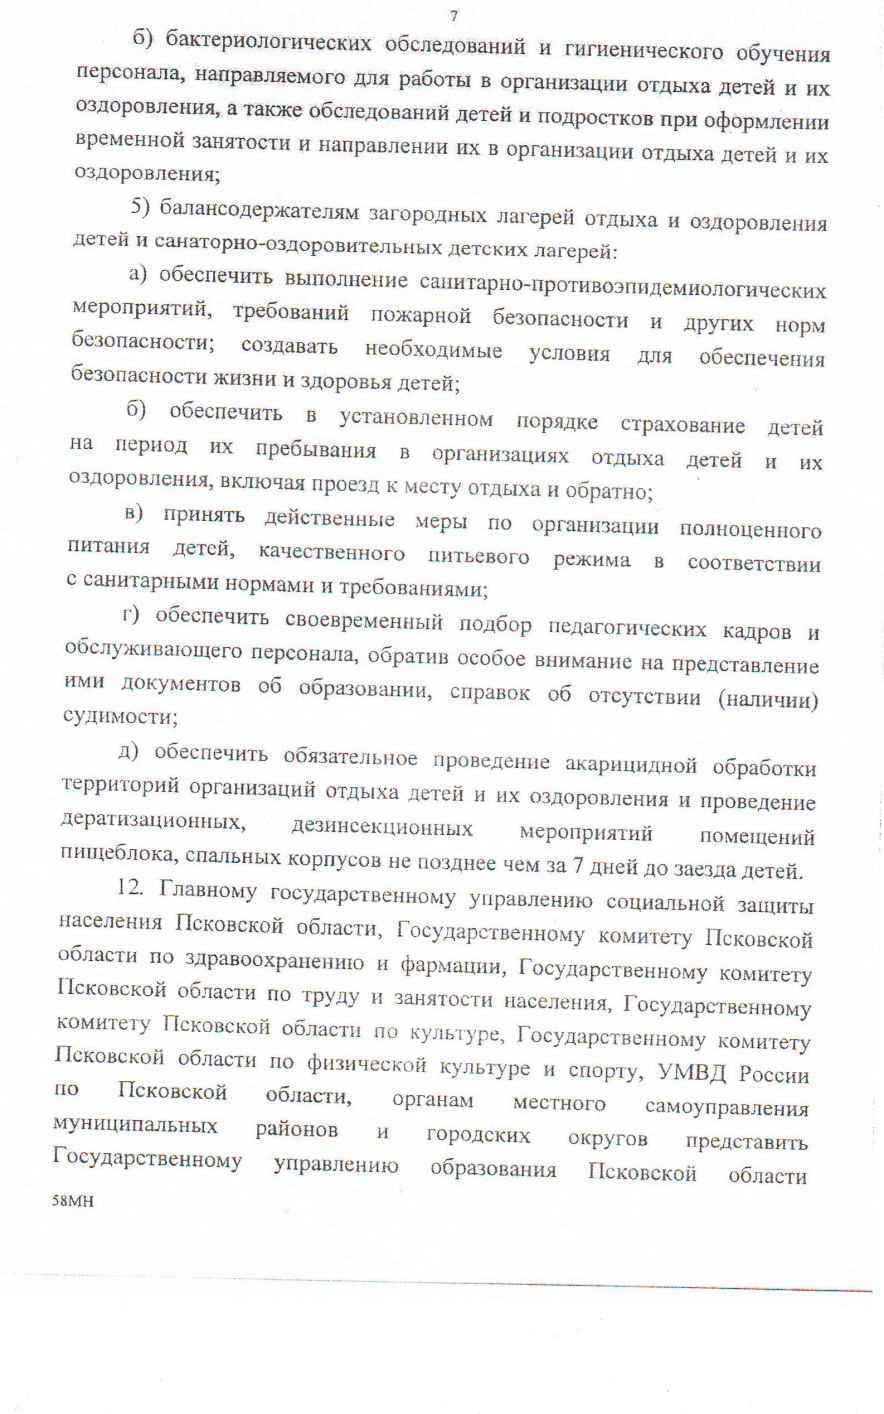 7
б) бактериологических обследований и гигиенического обучения
персонала, направляемого для работы в организации отдыха детей и их
оздоровления, а также обследований детей и подростков при оформлении
временной занятости и направлении их в организации отдыха детей и их
оздоровления;
5) балансодержателям загородных лагерей отдыха и оздоровления
детей и санаторно-оздоровительных детских лагерей:
а) обеспечить выполнение санитарно-противоэпидемиологических
мероприятий, требований пожарной безопасности и других норм
безопасности; создавать необходимые условия для обеспечения
безопасности жизни и здоровья детей;
б) обеспечить в установленном порядке страхование детей
на период их пребывания в организациях отдыха детей и их
оздоровления, включая проезд к месту отдыха и обратно;
в) принять действенные меры по организации полноценного
питания детей, качественного питьевого режима в соответствии
с санитарными нормами и требованиями;
г) обеспечить своевременный подбор педагогических кадров и
обслуживающего персонала, обратив особое внимание на представление
ими документов об образовании, справок об отсутствии (наличии)
судимости;
д) обеспечить обязательное проведение акарицидной обработки
территорий организаций отдыха детей и их оздоровления и проведение
дератизационных, дезинсекционных мероприятий помещений
пищеблока, спальных корпусов не позднее чем за 7 дней до заезда детей.
12. Главному государственному управлению социальной защиты
населения Псковской области, Государственному комитету Псковской
области по здравоохранению и фармации, Государственному комитету
Псковской области по труду и занятости населения, Государственному
комитету Псковской области по культуре, Государственному комитету
Псковской области по физической культуре и спорту, УМВД России
по Псковской области, органам местного самоуправления
муниципальных районов и городских округов представить
Государственному управлению образования Псковской области
58МН